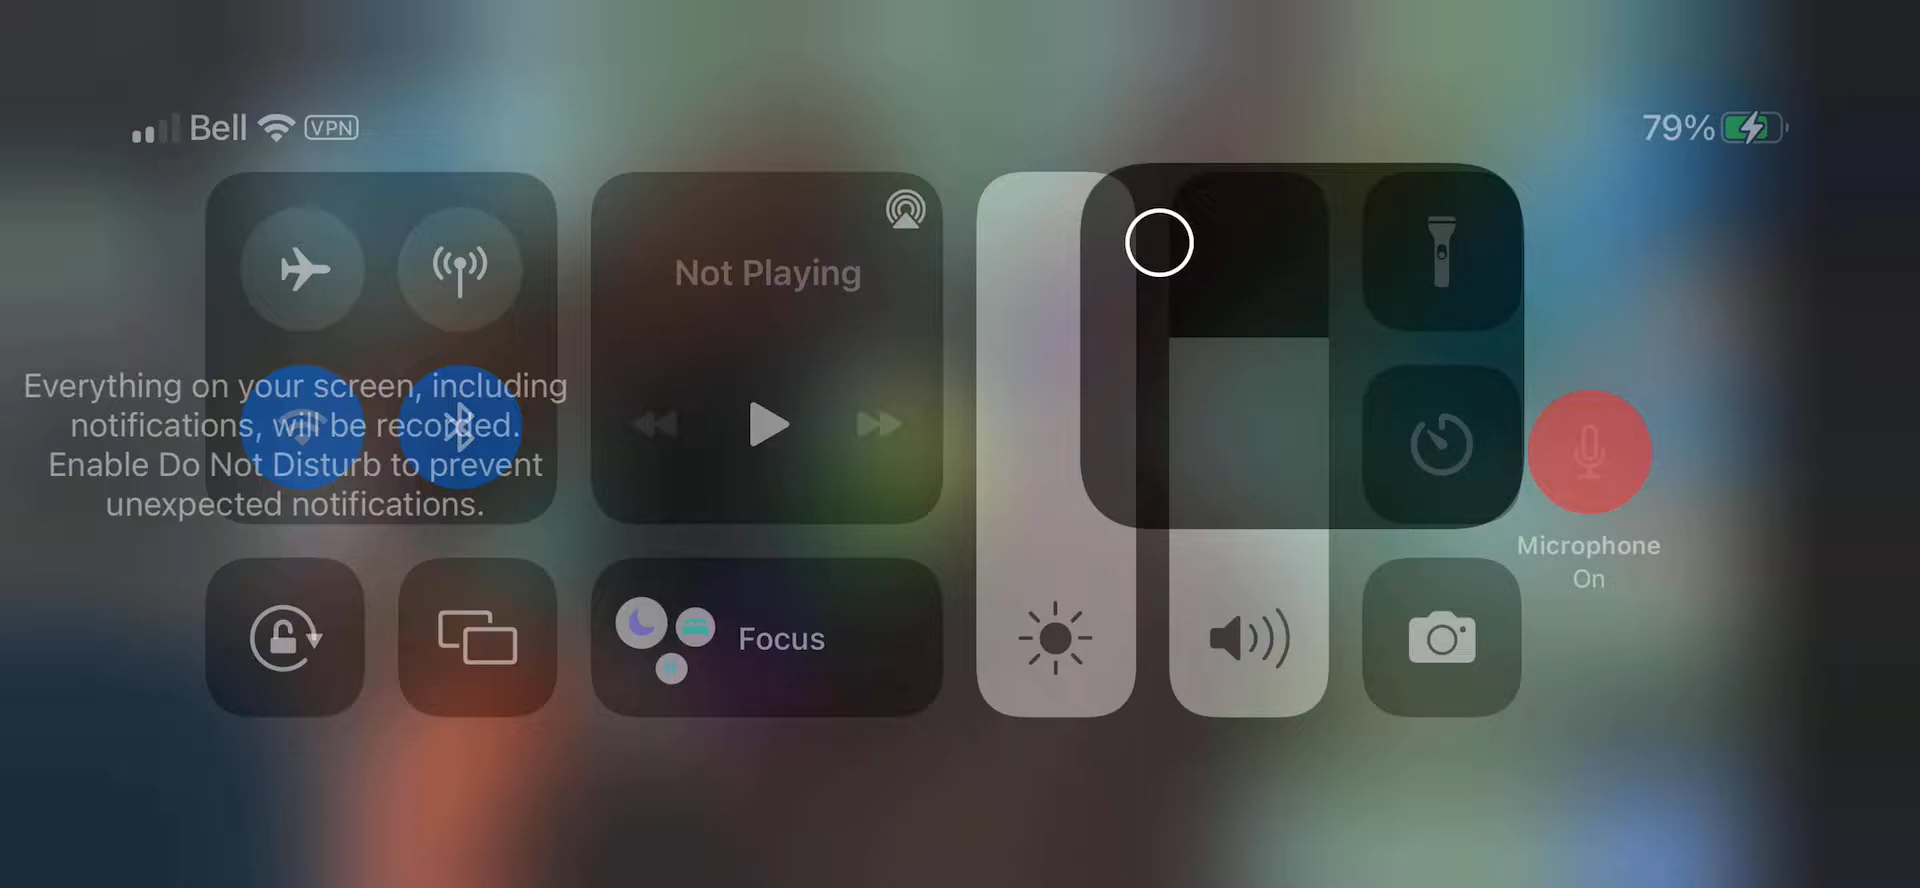 Bell VPN
79%
Not Playing
Everything on your screen, including
notifications, will be recorded.
Enable Do Not Disturb to prevent
unexpected notifications.
Microphone
On
Focus